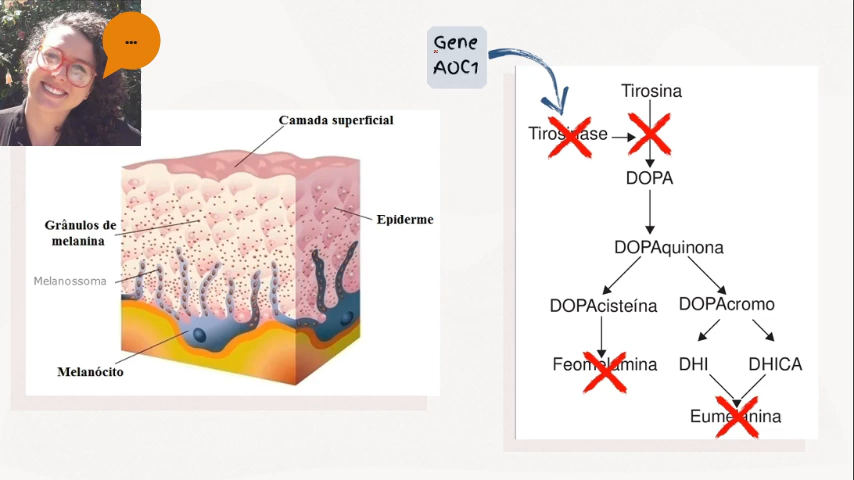 ...
Gene
AOC1
Camada superficial
Grânulos de
melanina
Epiderme
Melanossoma
Melanócito
Tirosina
Tirosinase
DOPA
DOPAquinona
DOPAcisteína
DOPAcromo
Feomelamina
DHI
DHICA
Eumelanina